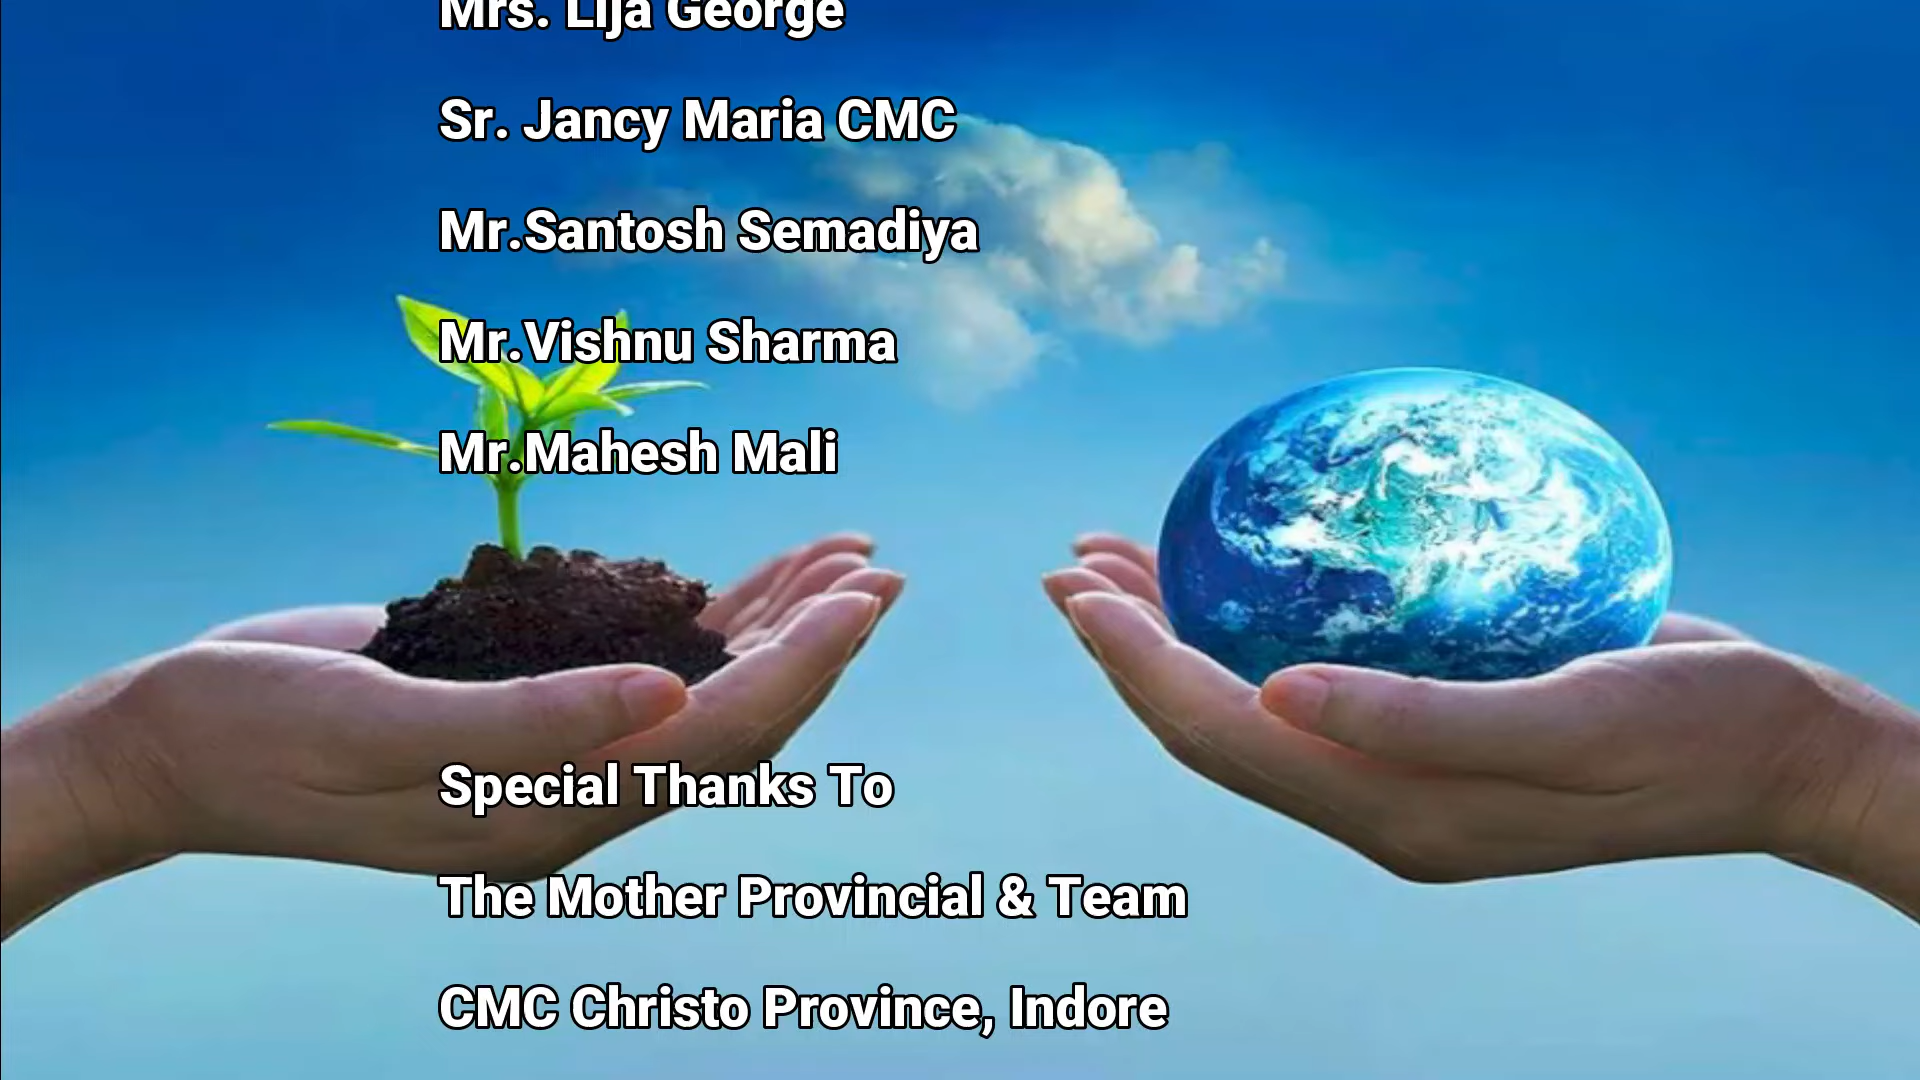 Mrs. Lija George
Sr. Jancy Maria CMC
Mr.Santosh Semadiya
Mr.Vishnu Sharma
Mr.Mahesh Mali
Special Thanks To
The Mother Provincial & Team
CMC Christo Province, Indore